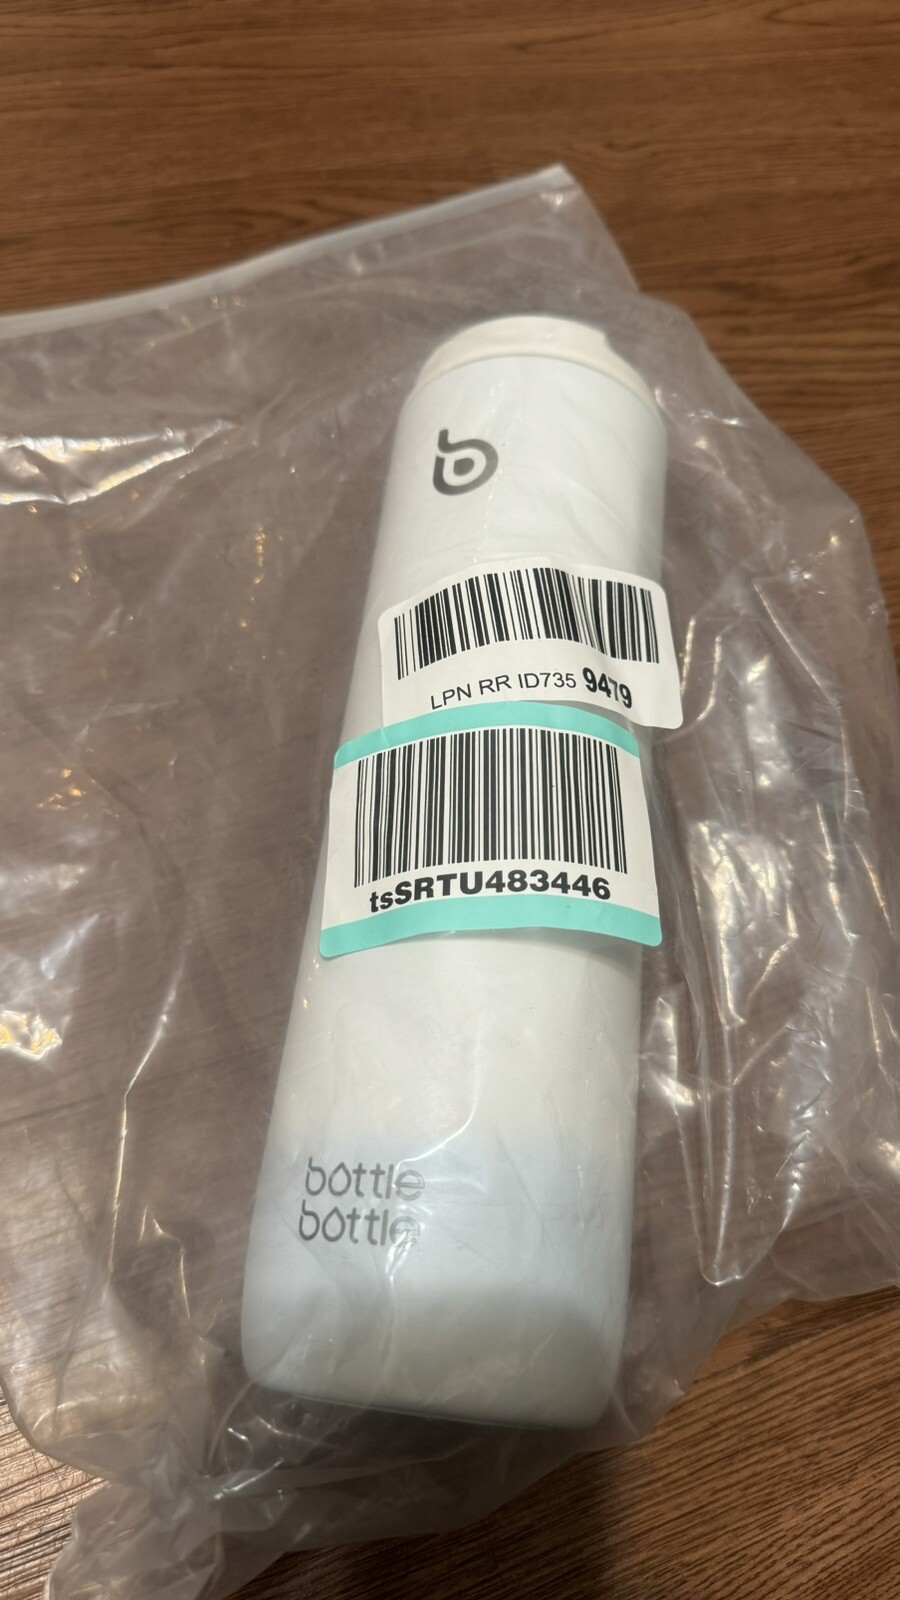 b
LPN RR ID735 9479
tsSRTU483446
bottle
bottle